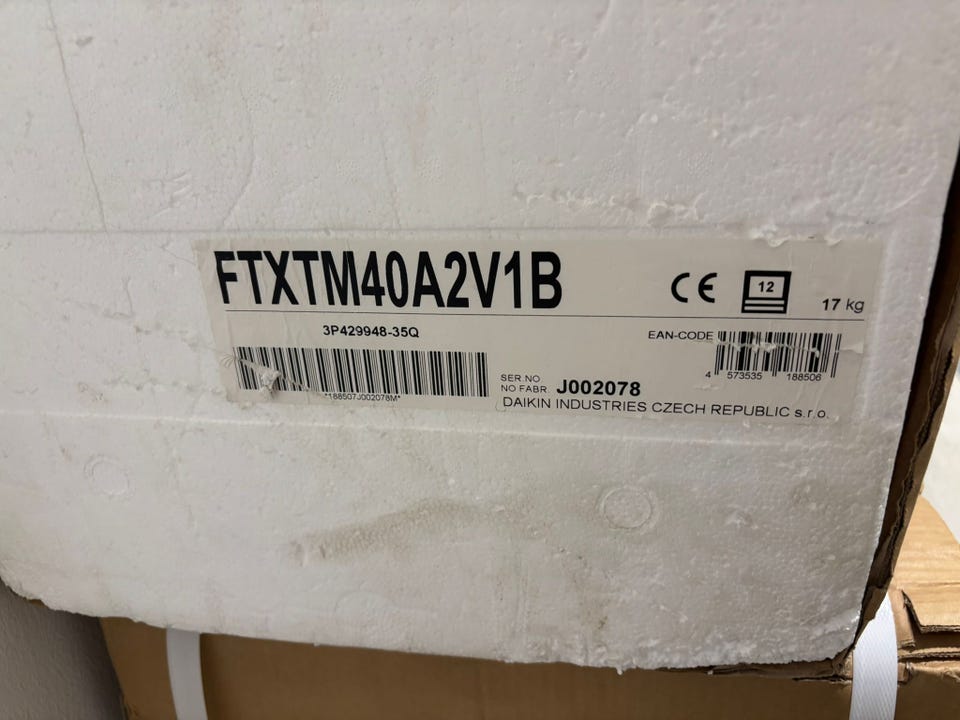 FTXTM40A2V1B
CE
12
17 kg
3P429948-35Q
EAN-CODE
4 573535 188506
*188507J002078M*
SER NO
NO FABR. J002078
DAIKIN INDUSTRIES CZECH REPUBLIC s.r.o.